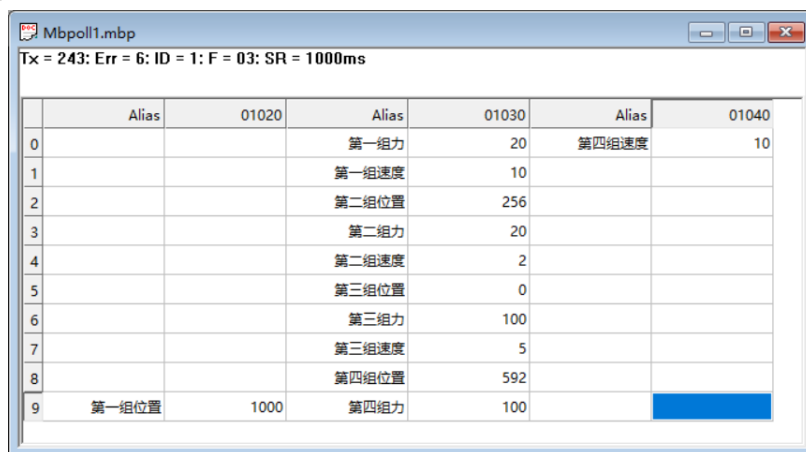 Mbpoll1.mbp
Tx = 243: Err = 6: ID = 1: F = 03: SR = 1000ms
Alias 01020 Alias 01030 Alias 01040
0 第一组力 20 第四组速度 10
1 第一组速度 10
2 第二组位置 256
3 第二组力 20
4 第二组速度 2
5 第三组位置 0
6 第三组力 100
7 第三组速度 5
8 第四组位置 592
9 第一组位置 1000 第四组力 100